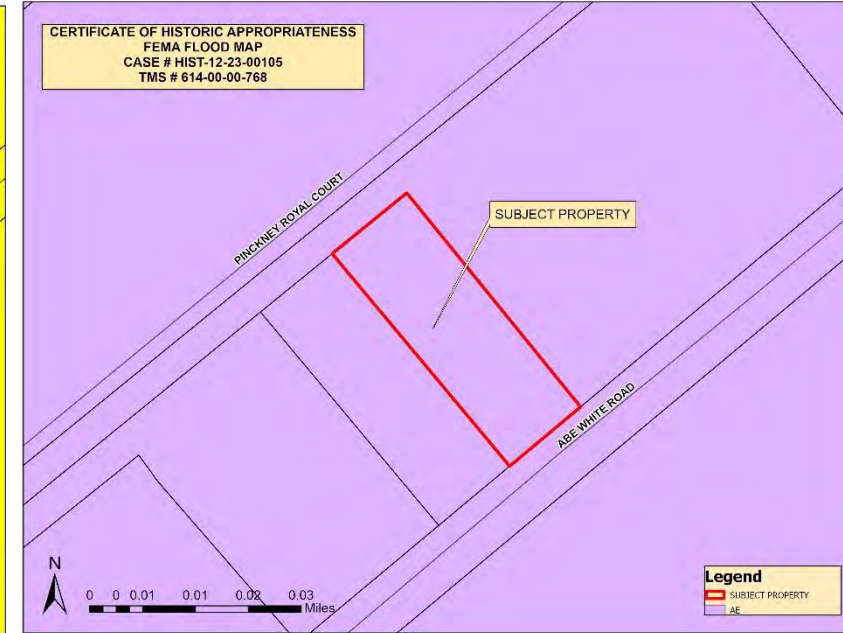 CERTIFICATE OF HISTORIC APPROPRIATENESS
FEMA FLOOD MAP
CASE # HIST-12-23-00105
TMS # 614-00-00-768
PINCKNEY ROYAL COURT
SUBJECT PROPERTY
ABE WHITE ROAD
N
0 0 0.01 0.01 0.02 0.03
Miles
Legend
SUBJECT PROPERTY
AE